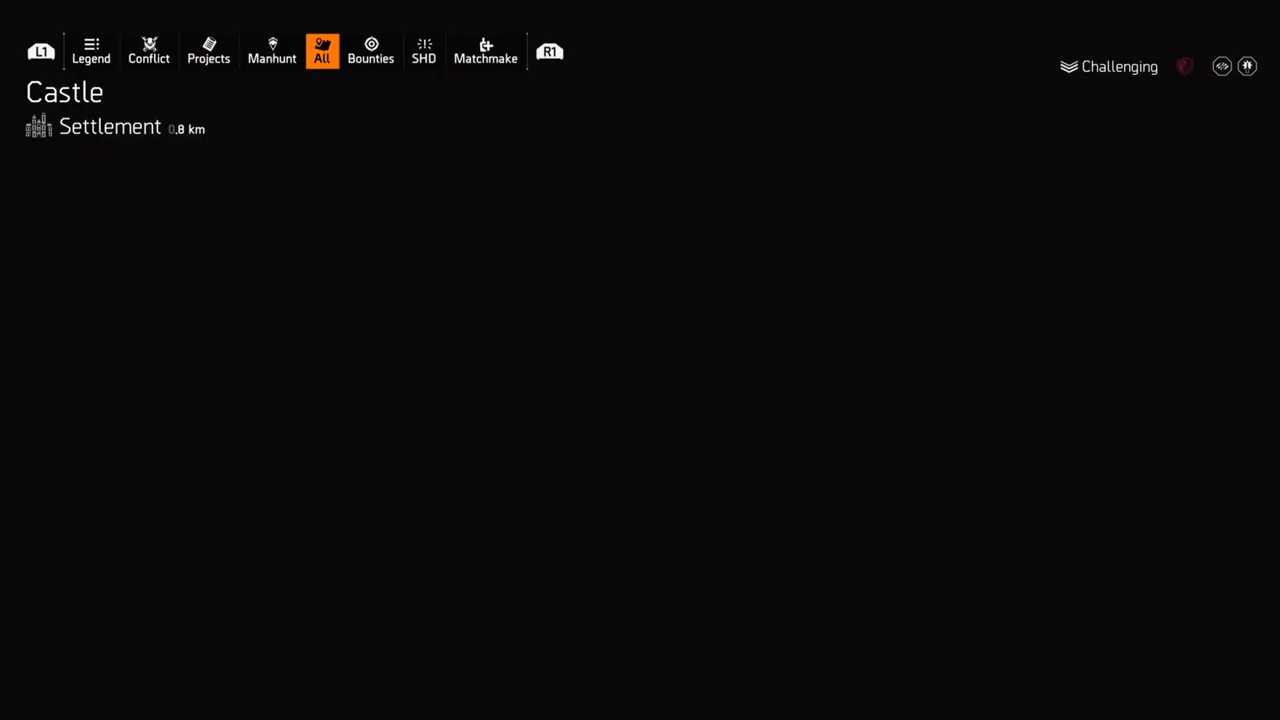 L1 Legend Conflict Projects Manhunt All Bounties SHD Matchmake R1
Challenging
Castle
Settlement 0.8 km